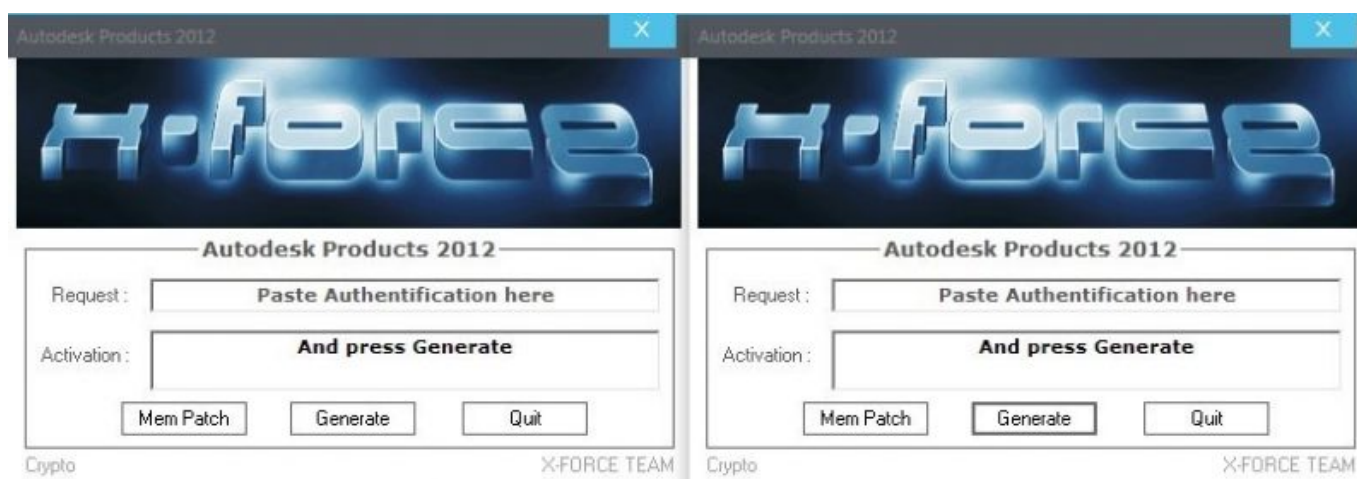 Autodesk Products 2012
X
x-force
Autodesk Products 2012
Request :
Paste Authentification here
Activation :
And press Generate
Mem Patch
Generate
Quit
Crypto
X-FORCE TEAM
Autodesk Products 2012
X
x-force
Autodesk Products 2012
Request :
Paste Authentification here
Activation :
And press Generate
Mem Patch
Generate
Quit
Crypto
X-FORCE TEAM